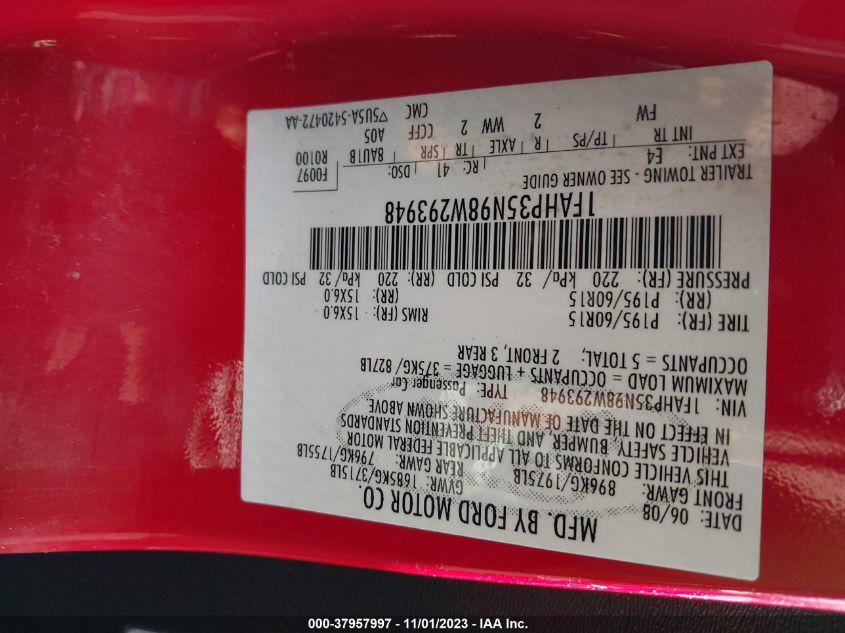 MFD. BY FORD MOTOR CO.
DATE: 06/08 GVWR: 1685KG/3715LB
FRONT GAWR: REAR GAWR:
896KG/1975LB 796KG/1755LB
THIS VEHICLE CONFORMS TO ALL APPLICABLE FEDERAL MOTOR
VEHICLE SAFETY, BUMPER, AND THEFT PREVENTION STANDARDS
IN EFFECT ON THE DATE OF MANUFACTURE SHOWN ABOVE
VIN: 1FAHP35N98W293948 TYPE: Passenger Car
MAXIMUM LOAD = OCCUPANTS + LUGGAGE = 375KG/ 827LB
OCCUPANTS = 5 TOTAL, 2 FRONT, 3 REAR
TIRE (FR): P195/60R15 RIMS (FR): 15X6.0
(RR): P195/60R15 (RR): 15X6.0
PRESSURE (FR): 220 kPa/ 32 PSI COLD (RR): 220 kPa/ 32 PSI COLD
1FAHP35N98W293948
TRAILER TOWING - SEE OWNER GUIDE F0097
EXT PNT: E4 RC: 41 DSO: R0100
INT TR TP/PS R AXLE TR SPR 8AU1B
FW 2 WW 2 CCFF A05
CMC ▽5U5A-5420472-AA
000-37957997 - 11/01/2023 - IAA Inc.